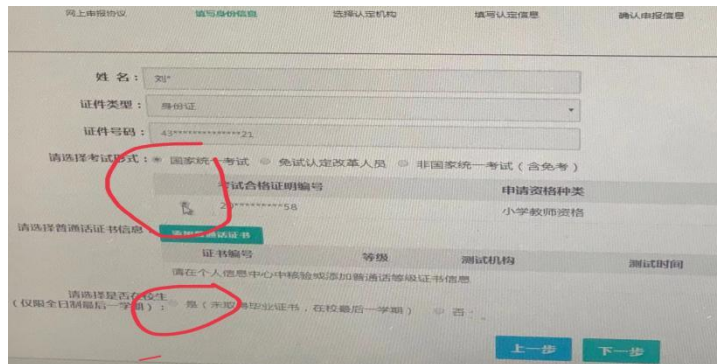 网上申报协议 填写身份信息 选择认定机构 填写认定信息 确认申报信息
姓 名： 刘*
证件类型： 身份证
证件号码： 43**************21
请选择考试形式： 国家统一考试 免试认定改革人员 非国家统一考试（含免考）
考试合格证明编号 申请资格种类
20*********58 小学教师资格
请选择普通话证书信息： 添加普通话证书
证书编号 等级 测试机构 测试时间
请在个人信息中心中核验或添加普通话等级证书信息
请选择是否在校生
（仅限全日制最后一学期）： 是（未取得毕业证书，在校最后一学期） 否：
上一步 下一步